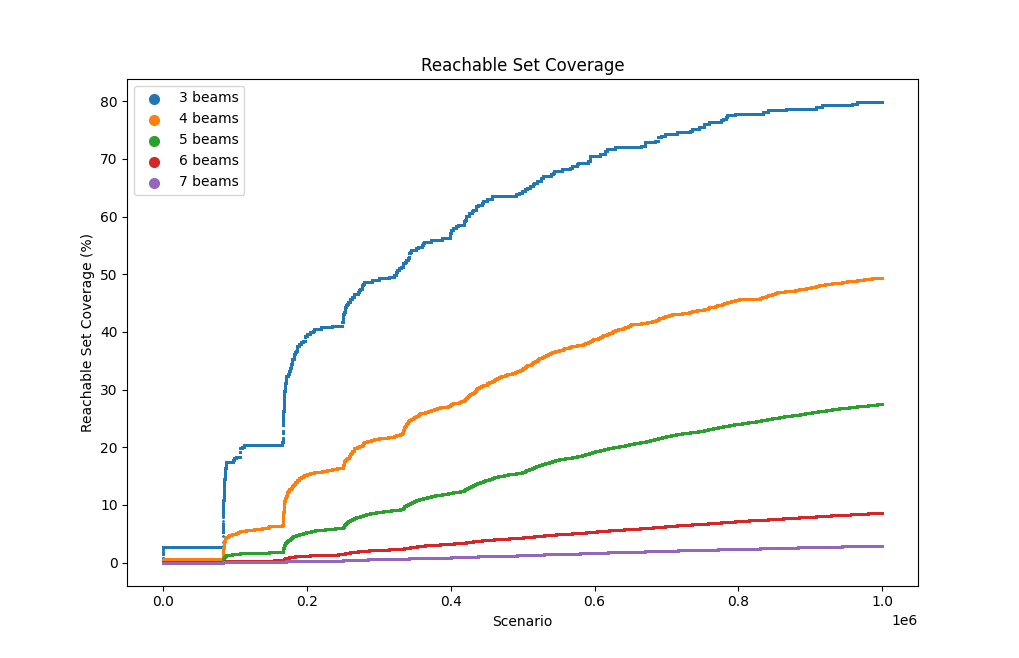 Reachable Set Coverage
3 beams
4 beams
5 beams
6 beams
7 beams
Reachable Set Coverage (%)
80
70
60
50
40
30
20
10
0
0.0 0.2 0.4 0.6 0.8 1.0
1e6
Scenario